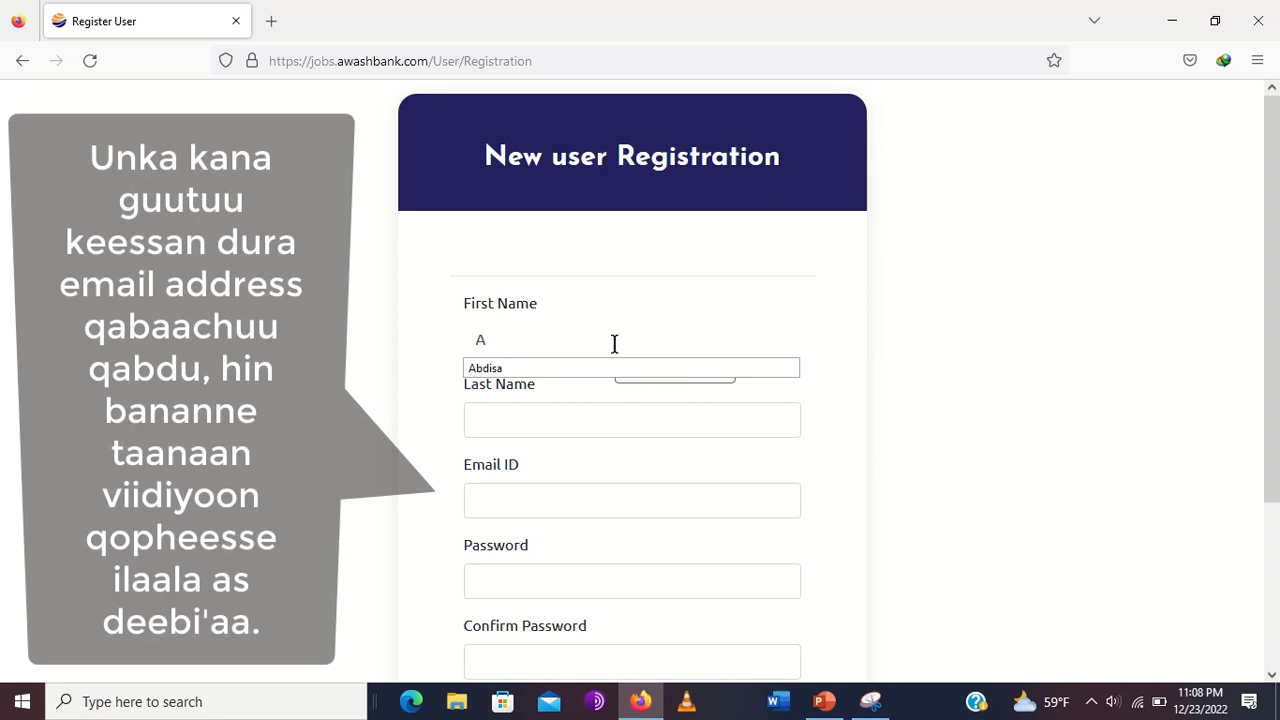 Register User
https://jobs.awashbank.com/User/Registration
Unka kana
guutuu
keessan dura
email address
qabaachuu
qabdu, hin
bananne
taanaan
viidiyoon
qopheesse
ilaala as
deebi'aa.
New user Registration
First Name
A
Abdisa
Last Name
Email ID
Password
Confirm Password
Type here to search
59°F
11:08 PM
12/23/2022